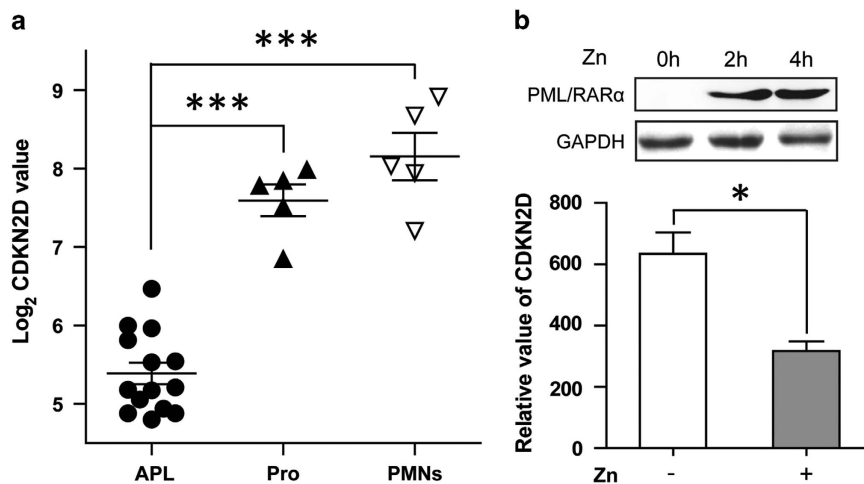 a
***
***
9
8
7
6
5
Log2 CDKN2D value
APL Pro PMNs
b
Zn 0h 2h 4h
PML/RARα
GAPDH
800
600
400
200
0
*
Relative value of CDKN2D
Zn - +